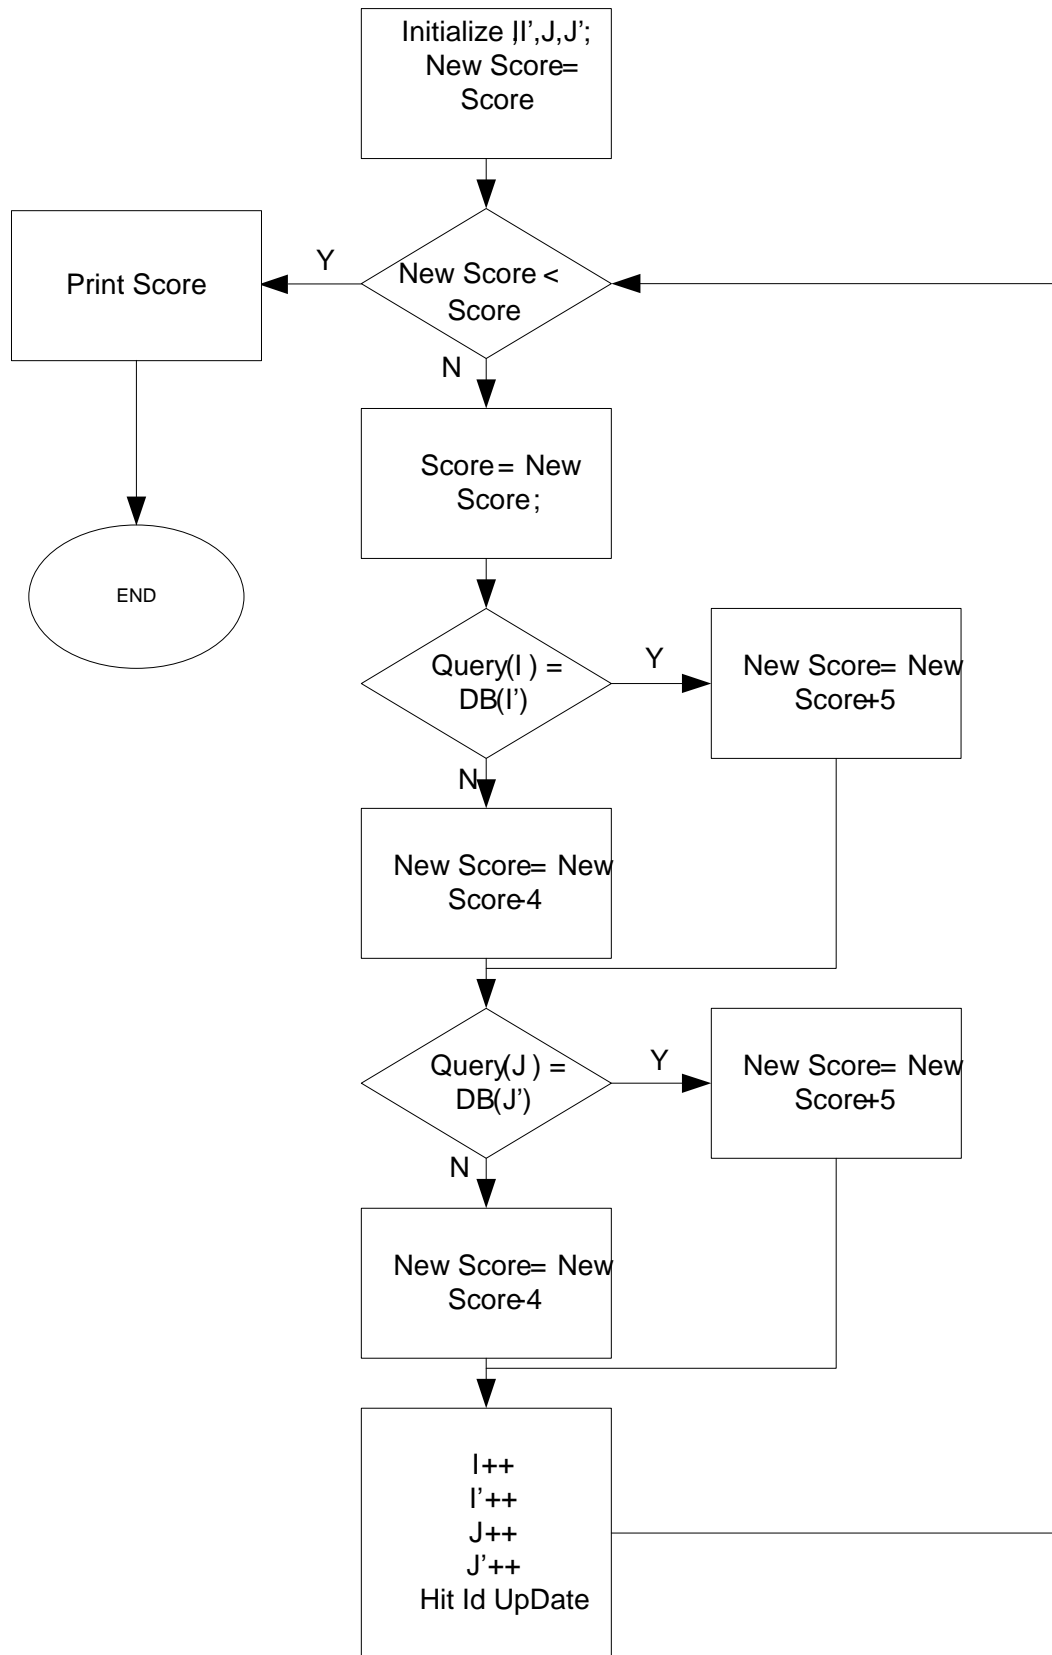 Initialize I,I’,J,J’;
New Score=
Score
Y
Print Score
New Score <
Score
N
Score = New
Score ;
END
Query(I ) =
DB(I’)
Y
New Score= New
Score+5
N
New Score= New
Score-4
Query(J ) =
DB(J’)
Y
New Score= New
Score+5
N
New Score= New
Score-4
I++
I’++
J++
J’++
Hit Id UpDate